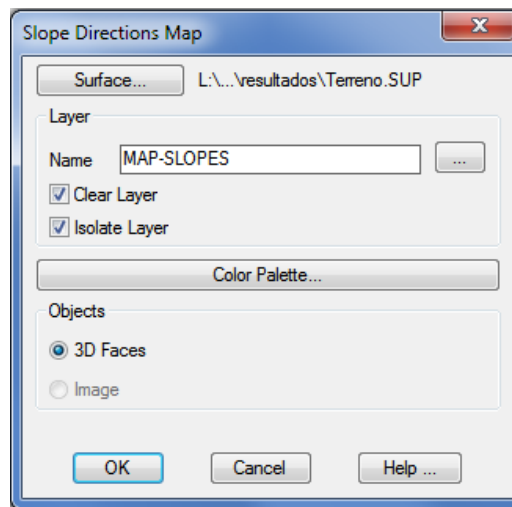 Slope Directions Map
Surface... L:\...\resultados\Terreno.SUP
Layer
Name MAP-SLOPES ...
Clear Layer
Isolate Layer
Color Palette...
Objects
3D Faces
Image
OK Cancel Help ...